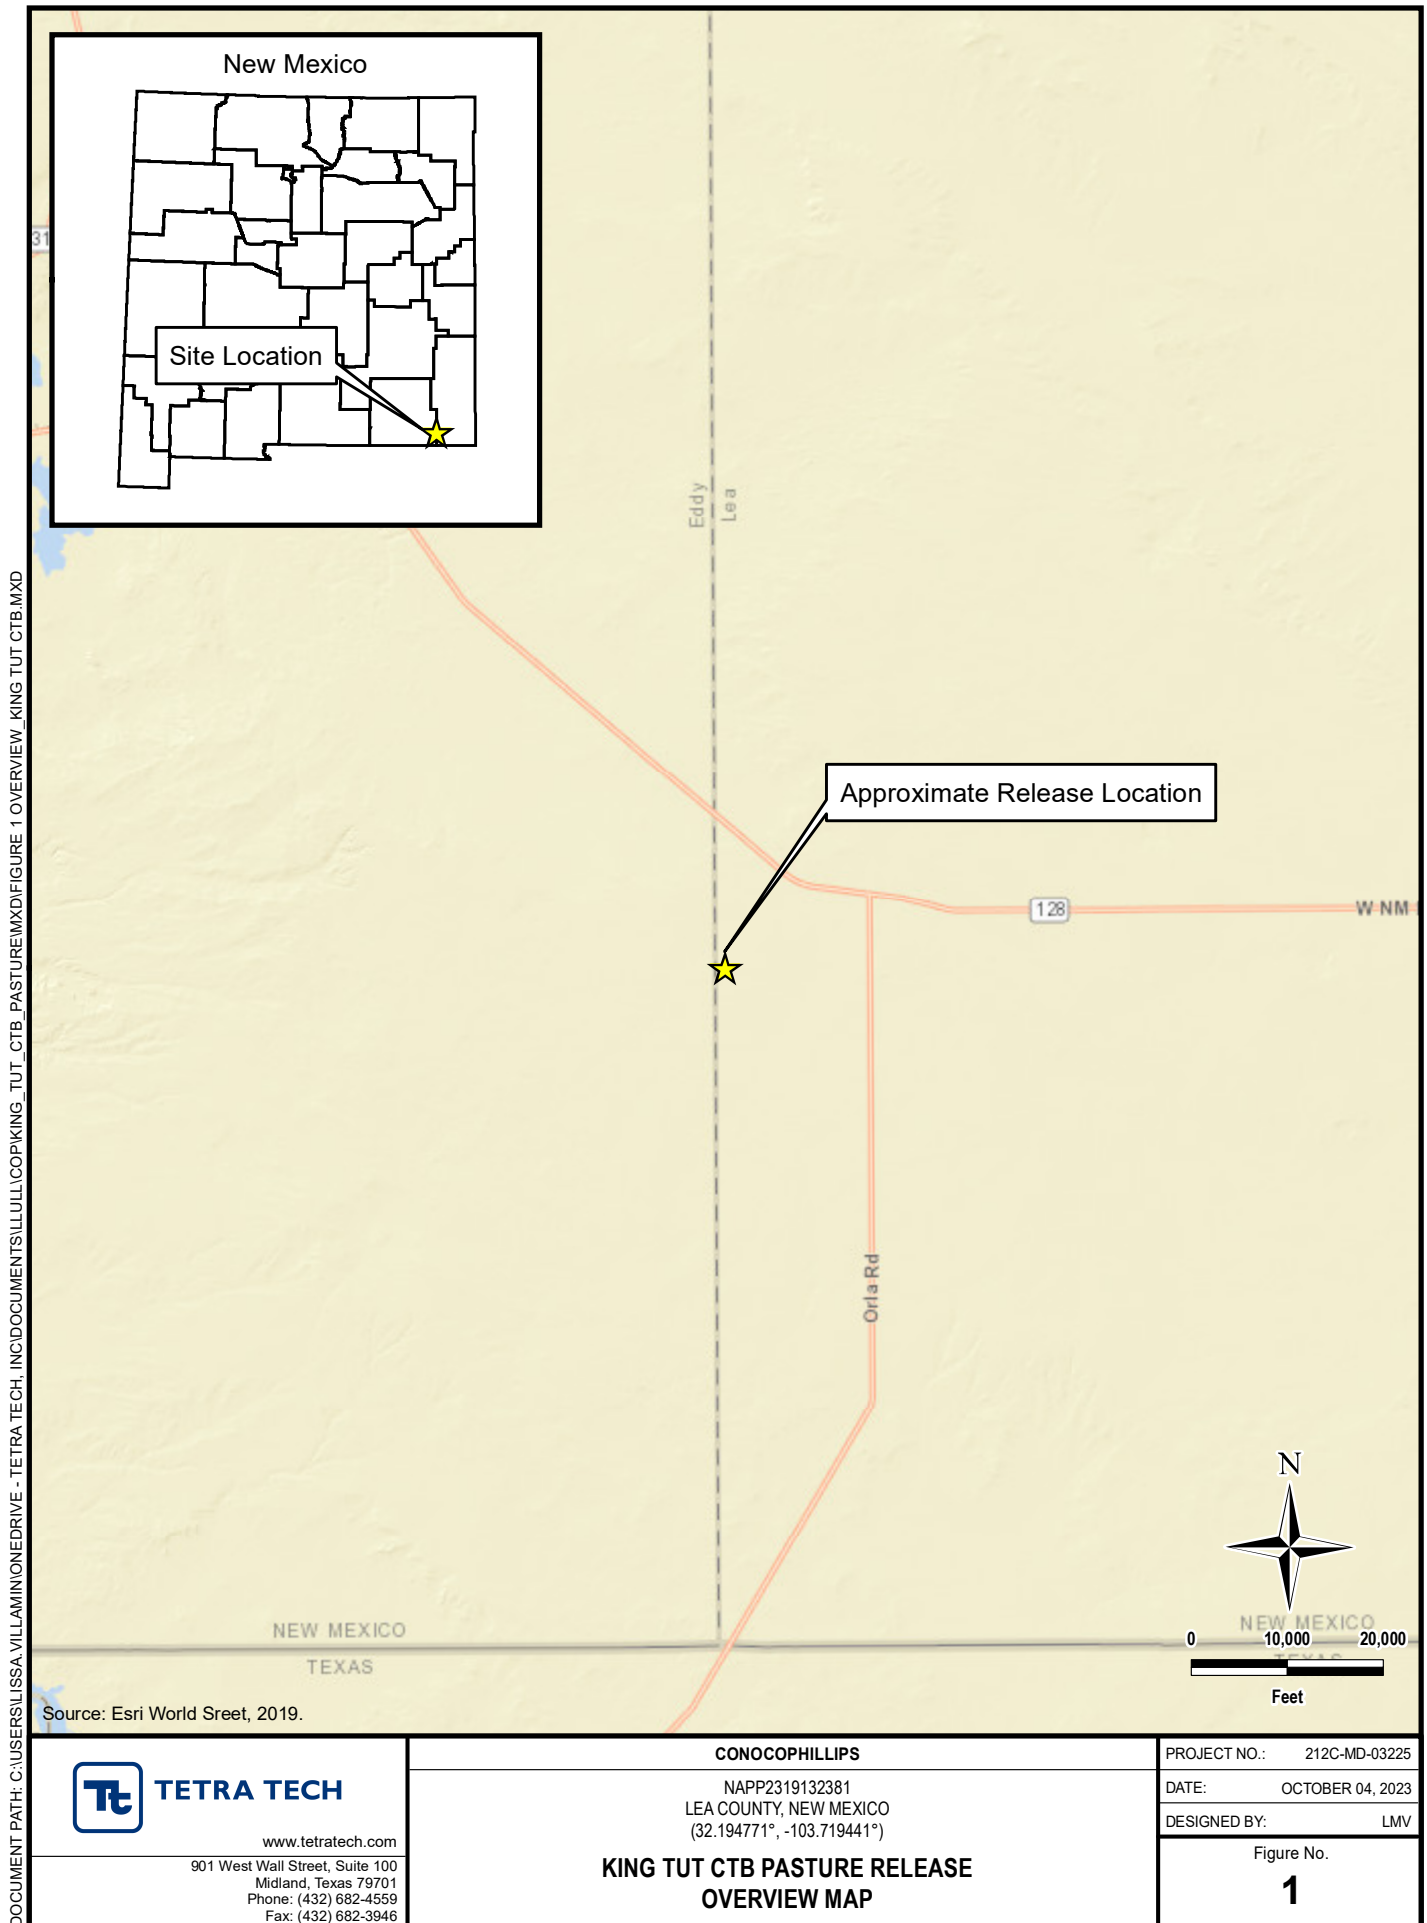 New Mexico
Site Location
31
Eddy
Lea
Approximate Release Location
128
W NM
Orla Rd
N
NEW MEXICO
TEXAS
NEW MEXICO
TEXAS
0 10,000 20,000
Feet
Source: Esri World Sreet, 2019.
DOCUMENT PATH: C:\USERS\LISSA.VILLAMIN\ONEDRIVE - TETRA TECH, INC\DOCUMENTS\LLULL\COP\KING_TUT_CTB_PASTURE\MXD\FIGURE 1 OVERVIEW_KING TUT CTB.MXD
Tt TETRA TECH
www.tetratech.com
901 West Wall Street, Suite 100
Midland, Texas 79701
Phone: (432) 682-4559
Fax: (432) 682-3946
CONOCOPHILLIPS
NAPP2319132381
LEA COUNTY, NEW MEXICO
(32.194771°, -103.719441°)
KING TUT CTB PASTURE RELEASE
OVERVIEW MAP
PROJECT NO.: 212C-MD-03225
DATE: OCTOBER 04, 2023
DESIGNED BY: LMV
Figure No.
1